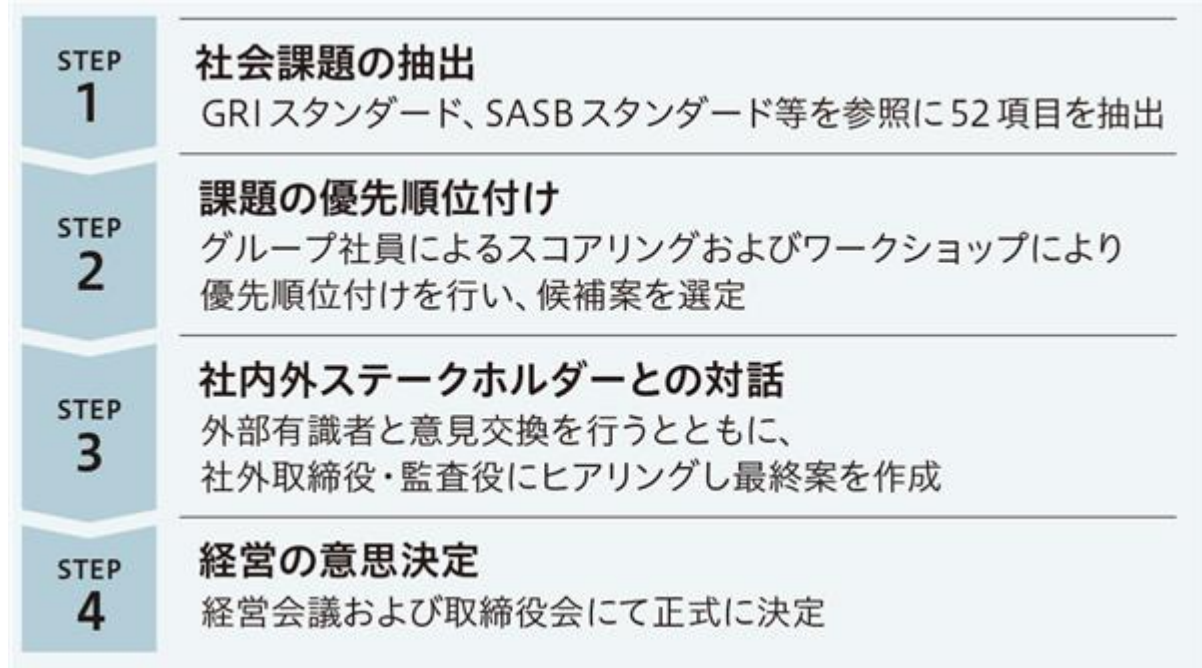 STEP
1
社会課題の抽出
GRIスタンダード、SASBスタンダード等を参照に52項目を抽出
STEP
2
課題の優先順位付け
グループ社員によるスコアリングおよびワークショップにより
優先順位付けを行い、候補案を選定
STEP
3
社内外ステークホルダーとの対話
外部有識者と意見交換を行うとともに、
社外取締役・監査役にヒアリングし最終案を作成
STEP
4
経営の意思決定
経営会議および取締役会にて正式に決定